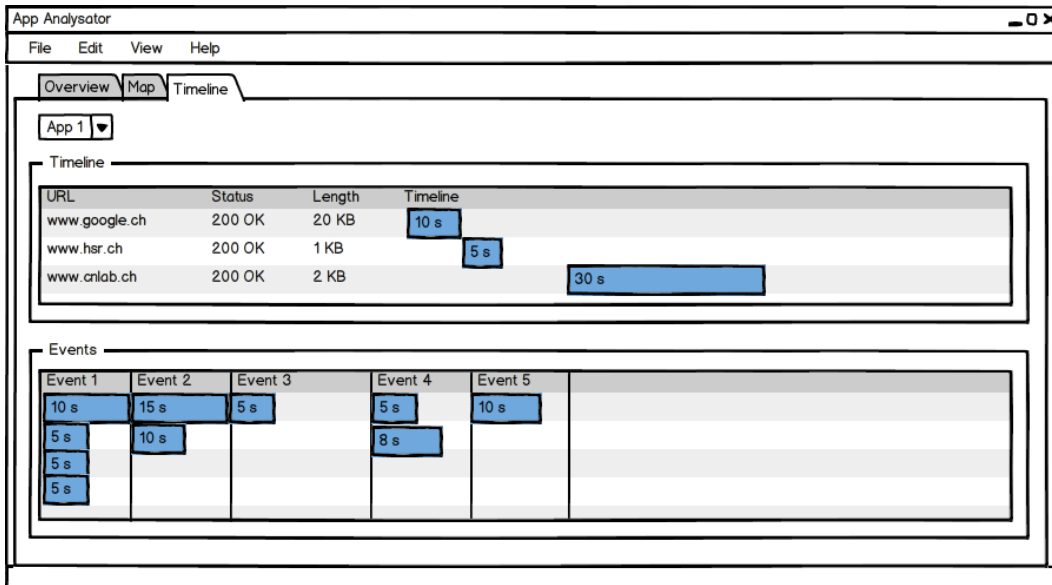 App Analysator
File Edit View Help
Overview Map Timeline
App 1
Timeline
URL Status Length Timeline
www.google.ch 200 OK 20 KB 10 s
www.hsr.ch 200 OK 1 KB 5 s
www.cnlab.ch 200 OK 2 KB 30 s
Events
Event 1 Event 2 Event 3 Event 4 Event 5
10 s 15 s 5 s 5 s 10 s
5 s 10 s 8 s
5 s
5 s